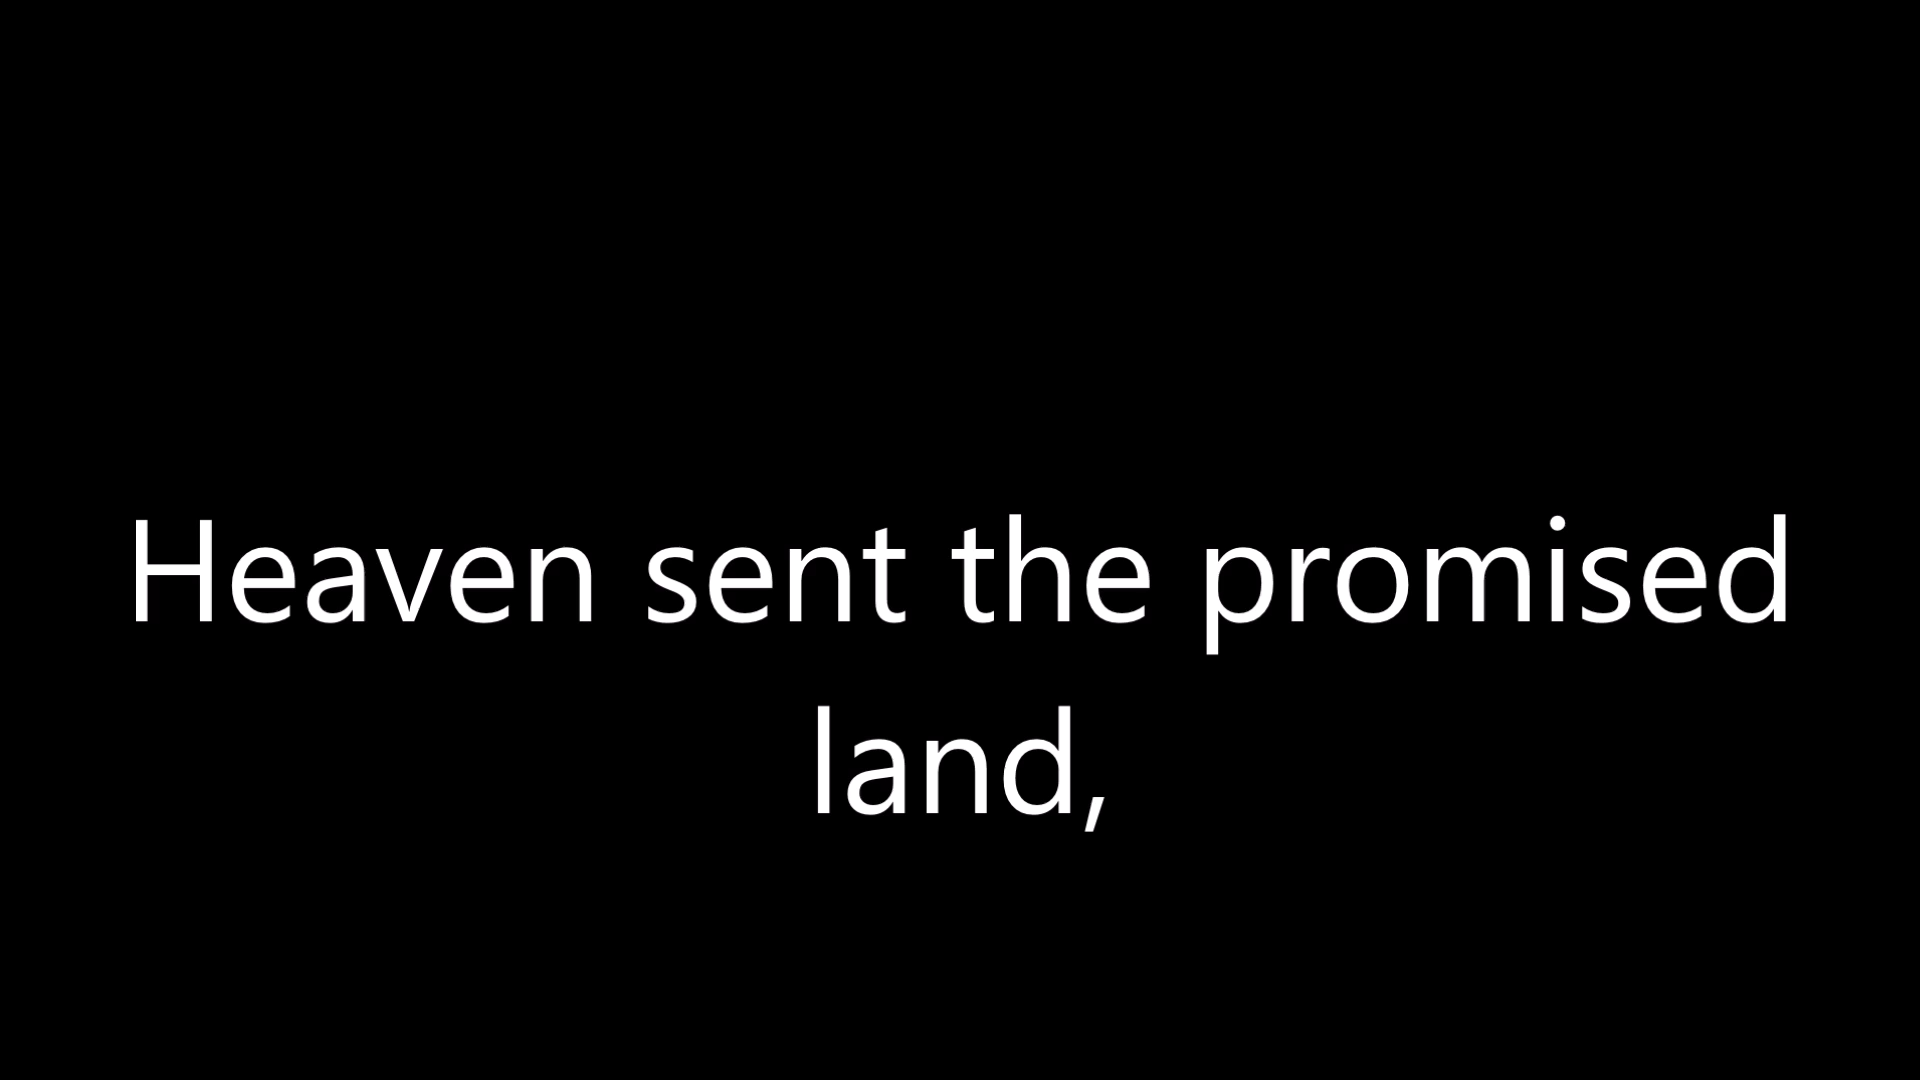 Heaven sent the promised
land,